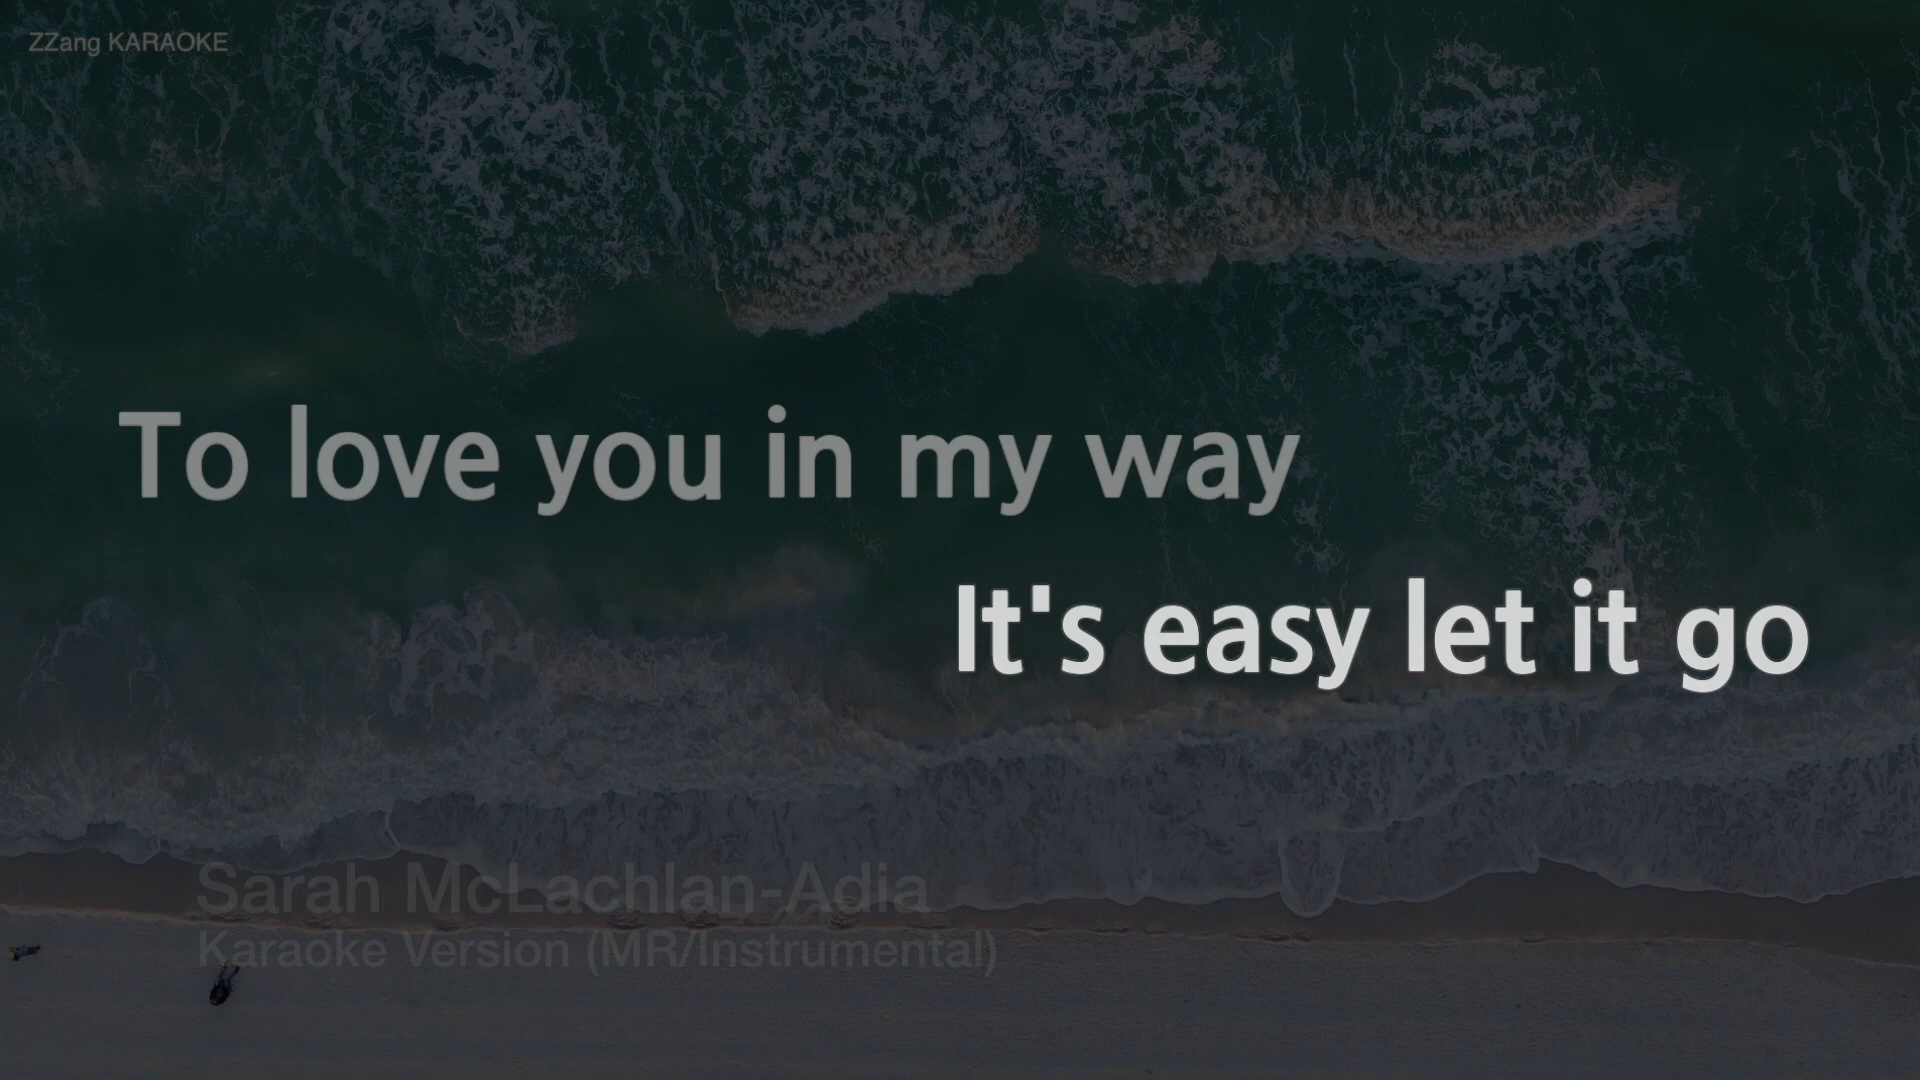 ZZang KARAOKE
To love you in my way
It's easy let it go
Sarah McLachlan-Adia
Karaoke Version (MR/Instrumental)